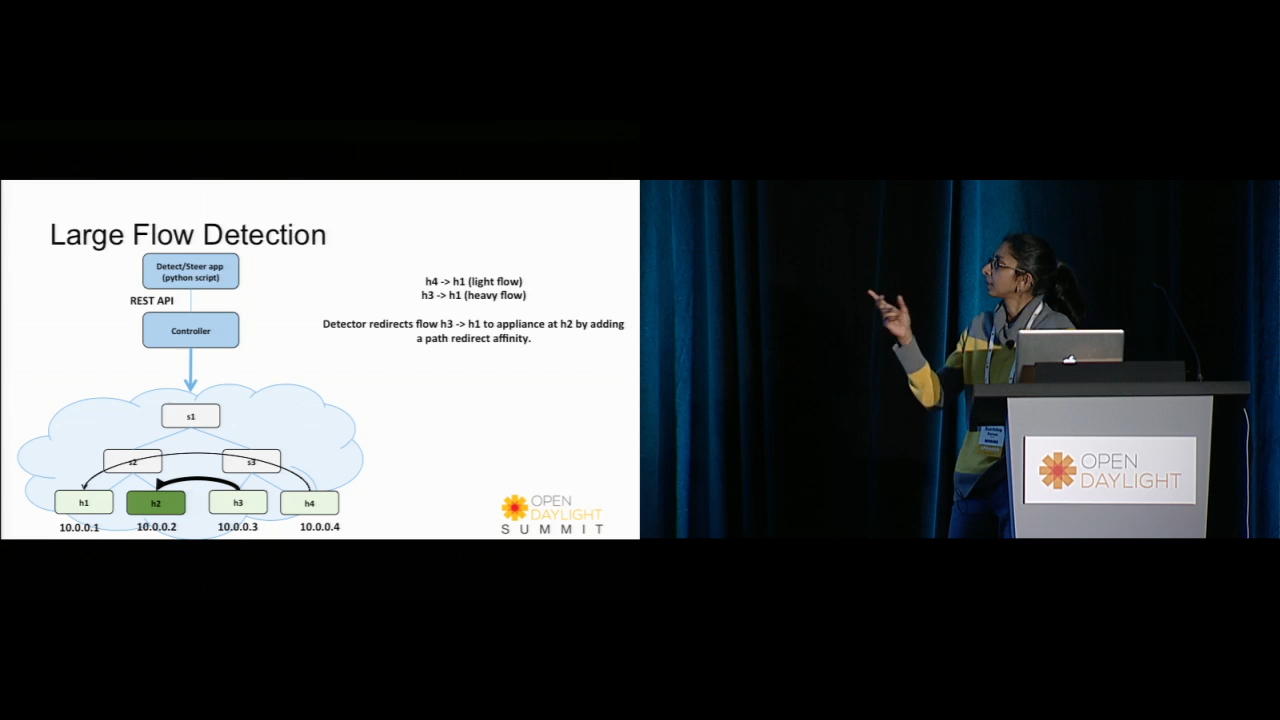 Large Flow Detection
Detect/Steer app
(python script)
REST API
Controller
h4 -> h1 (light flow)
h3 -> h1 (heavy flow)
Detector redirects flow h3 -> h1 to appliance at h2 by adding
a path redirect affinity.
s1
s2
s3
h1
h2
h3
h4
10.0.0.1
10.0.0.2
10.0.0.3
10.0.0.4
OPEN
DAYLIGHT
SUMMIT
OPEN
DAYLIGHT